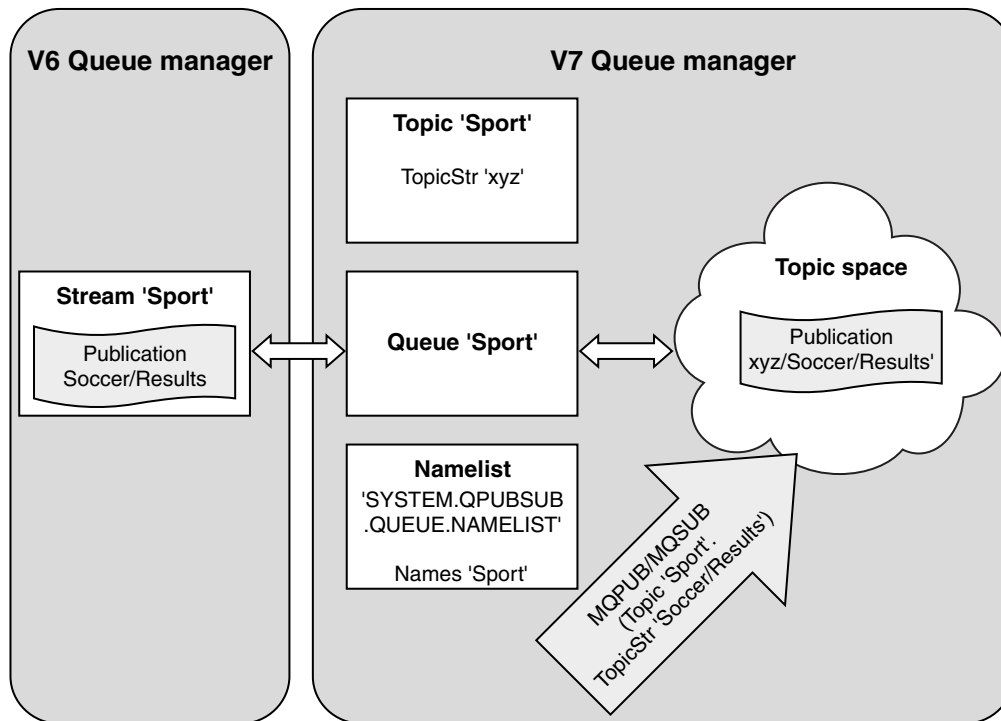 V6 Queue manager
Stream 'Sport'
Publication
Soccer/Results
V7 Queue manager
Topic 'Sport'
TopicStr 'xyz'
Queue 'Sport'
Namelist
'SYSTEM.QPUBSUB
.QUEUE.NAMELIST'
Names 'Sport'
Topic space
Publication
xyz/Soccer/Results'
MQPUB/MQSUB
(Topic 'Sport'.
TopicStr 'Soccer/Results')